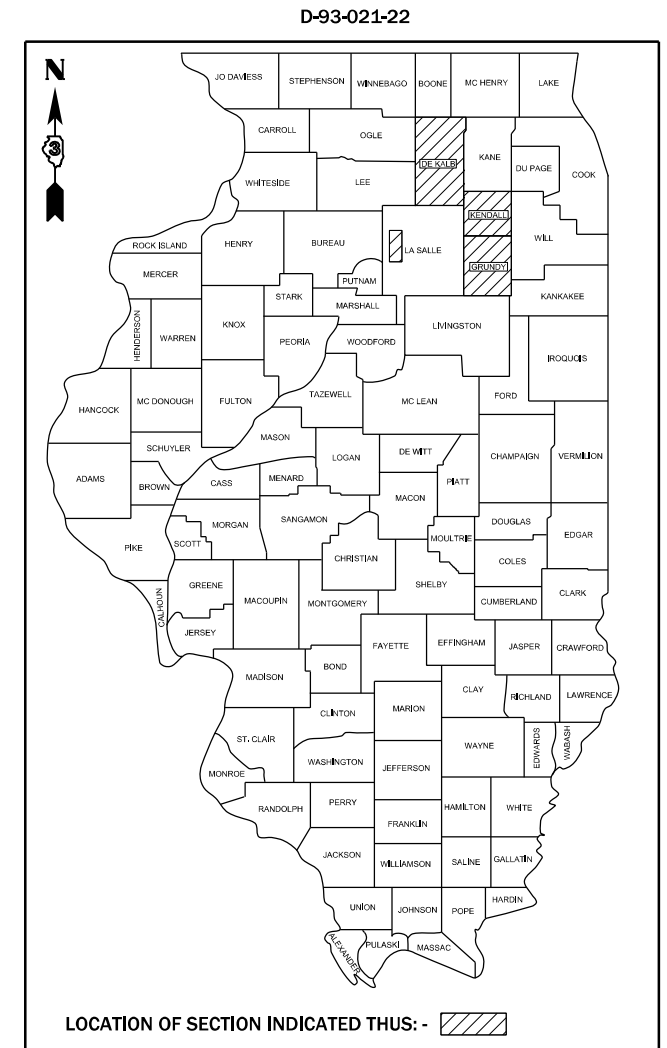 D-93-021-22
N
3
JO DAVIESS STEPHENSON WINNEBAGO BOONE MC HENRY LAKE
CARROLL OGLE DE KALB KANE DU PAGE COOK
WHITESIDE LEE KENDALL WILL
ROCK ISLAND HENRY BUREAU LA SALLE GRUNDY
MERCER PUTNAM KANKAKEE
HENDERSON WARREN KNOX STARK MARSHALL LIVINGSTON
PEORIA WOODFORD IROQUOIS
HANCOCK MC DONOUGH FULTON TAZEWELL MC LEAN FORD
SCHUYLER MASON LOGAN DE WITT CHAMPAIGN VERMILION
ADAMS BROWN CASS MENARD PIATT
MACON
PIKE SCOTT MORGAN SANGAMON MOULTRIE DOUGLAS EDGAR
CHRISTIAN COLES
CALHOUN GREENE MACOUPIN MONTGOMERY SHELBY CUMBERLAND CLARK
JERSEY FAYETTE EFFINGHAM JASPER CRAWFORD
MADISON BOND
CLAY RICHLAND LAWRENCE
CLINTON MARION
ST. CLAIR WAYNE EDWARDS WABASH
MONROE WASHINGTON JEFFERSON
RANDOLPH PERRY HAMILTON WHITE
FRANKLIN
JACKSON WILLIAMSON SALINE GALLATIN
UNION JOHNSON POPE HARDIN
ALEXANDER PULASKI MASSAC
LOCATION OF SECTION INDICATED THUS: -